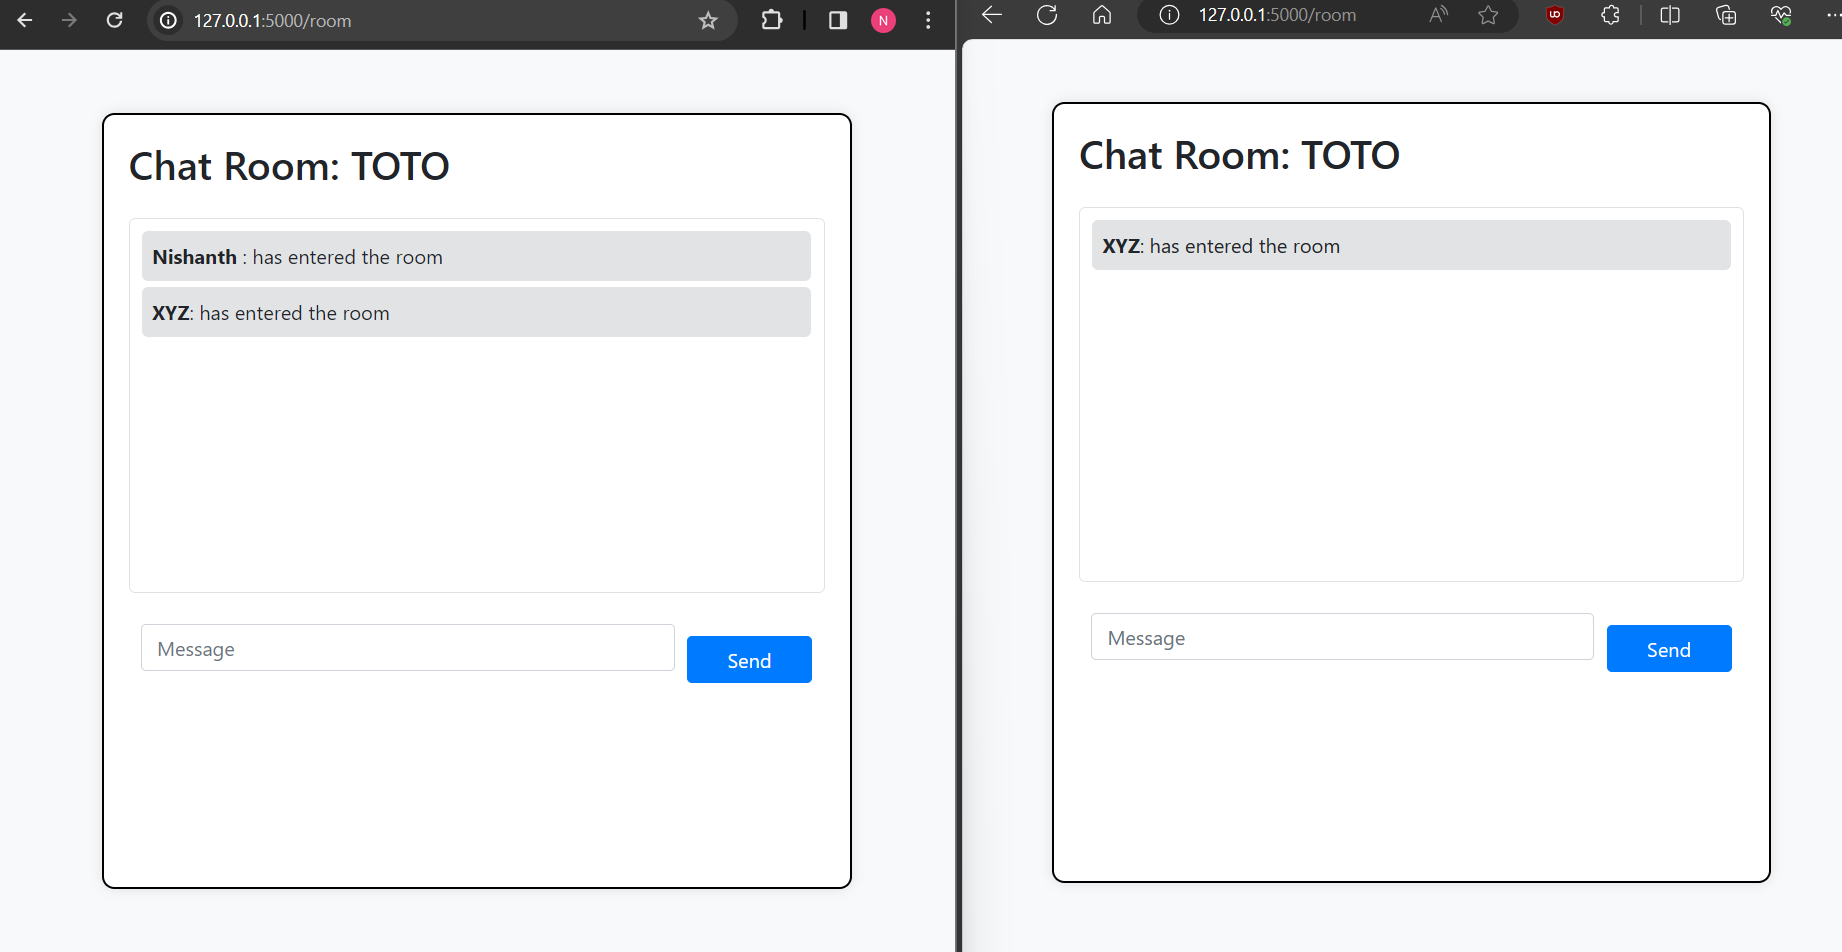 127.0.0.1:5000/room
N
Chat Room: TOTO
Nishanth : has entered the room
XYZ: has entered the room
Message
Send
127.0.0.1:5000/room
A
Chat Room: TOTO
XYZ: has entered the room
Message
Send